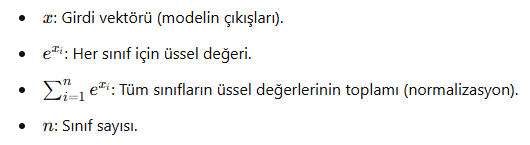 • x: Girdi vektörü (modelin çıkışları).
• e^{x_i}: Her sınıf için üssel değeri.
• \sum_{i=1}^{n} e^{x_i}: Tüm sınıfların üssel değerlerinin toplamı (normalizasyon).
• n: Sınıf sayısı.